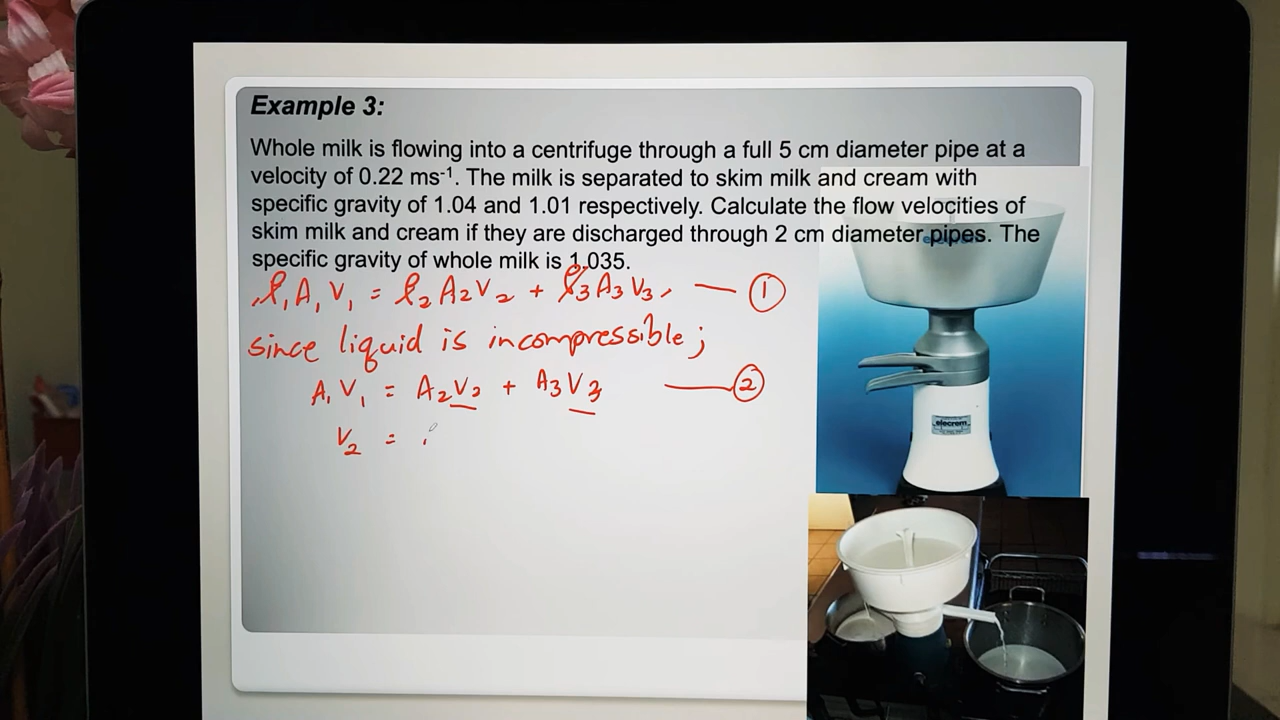 Example 3:
Whole milk is flowing into a centrifuge through a full 5 cm diameter pipe at a
velocity of 0.22 ms⁻¹. The milk is separated to skim milk and cream with
specific gravity of 1.04 and 1.01 respectively. Calculate the flow velocities of
skim milk and cream if they are discharged through 2 cm diameter pipes. The
specific gravity of whole milk is 1.035.
ρ₁A₁V₁ = ρ₂A₂V₂ + ρ₃A₃V₃, — ①
since liquid is incompressible;
A₁V₁ = A₂V₂ + A₃V₃ — ②
V₂ =
elecrem